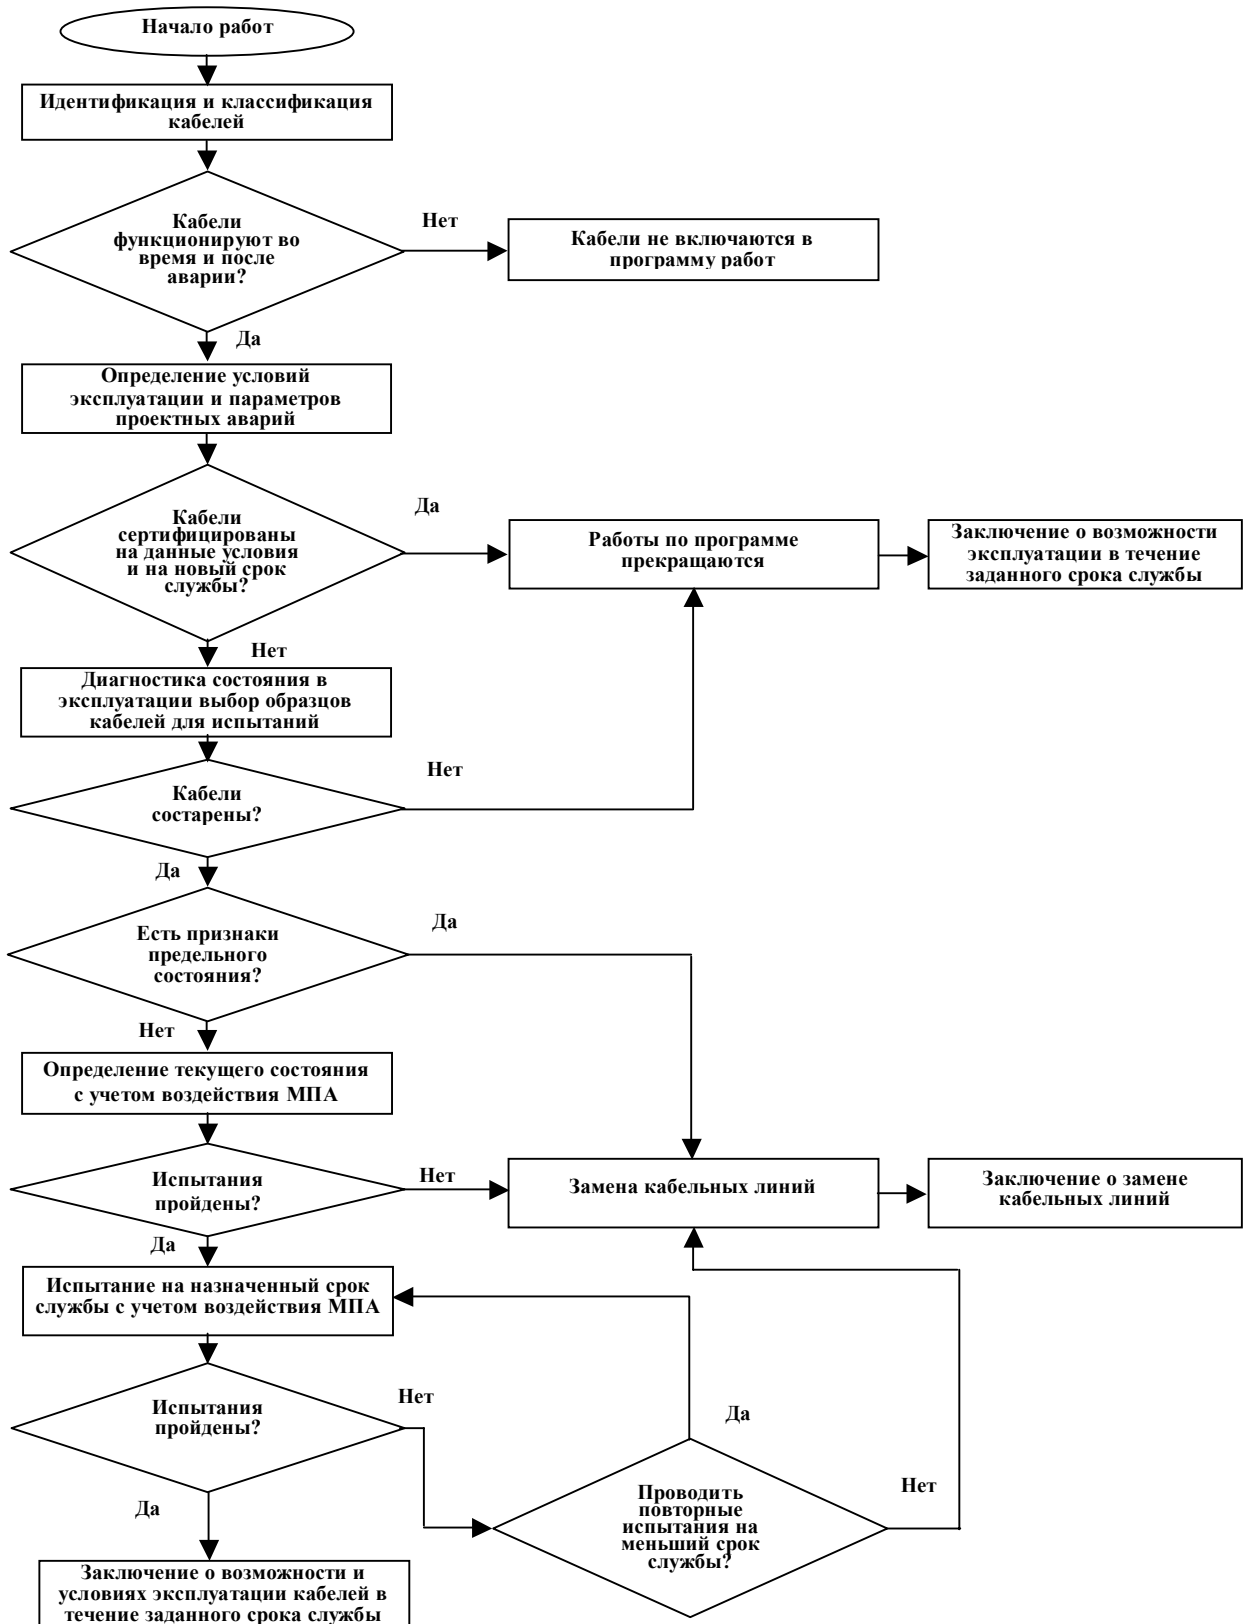 Начало работ
Идентификация и классификация
кабелей
Кабели
функционируют во
время и после
аварии?
Нет
Кабели не включаются в
программу работ
Да
Определение условий
эксплуатации и параметров
проектных аварий
Кабели
сертифицированы
на данные условия
и на новый срок
службы?
Да
Работы по программе
прекращаются
Заключение о возможности
эксплуатации в течение
заданного срока службы
Нет
Диагностика состояния в
эксплуатации выбор образцов
кабелей для испытаний
Кабели
состарены?
Нет
Да
Есть признаки
предельного
состояния?
Да
Нет
Определение текущего состояния
с учетом воздействия МПА
Испытания
пройдены?
Нет
Замена кабельных линий
Заключение о замене
кабельных линий
Да
Испытание на назначенный срок
службы с учетом воздействия МПА
Испытания
пройдены?
Нет
Да
Проводить
повторные
испытания на
меньший срок
службы?
Нет
Да
Заключение о возможности и
условиях эксплуатации кабелей в
течение заданного срока службы